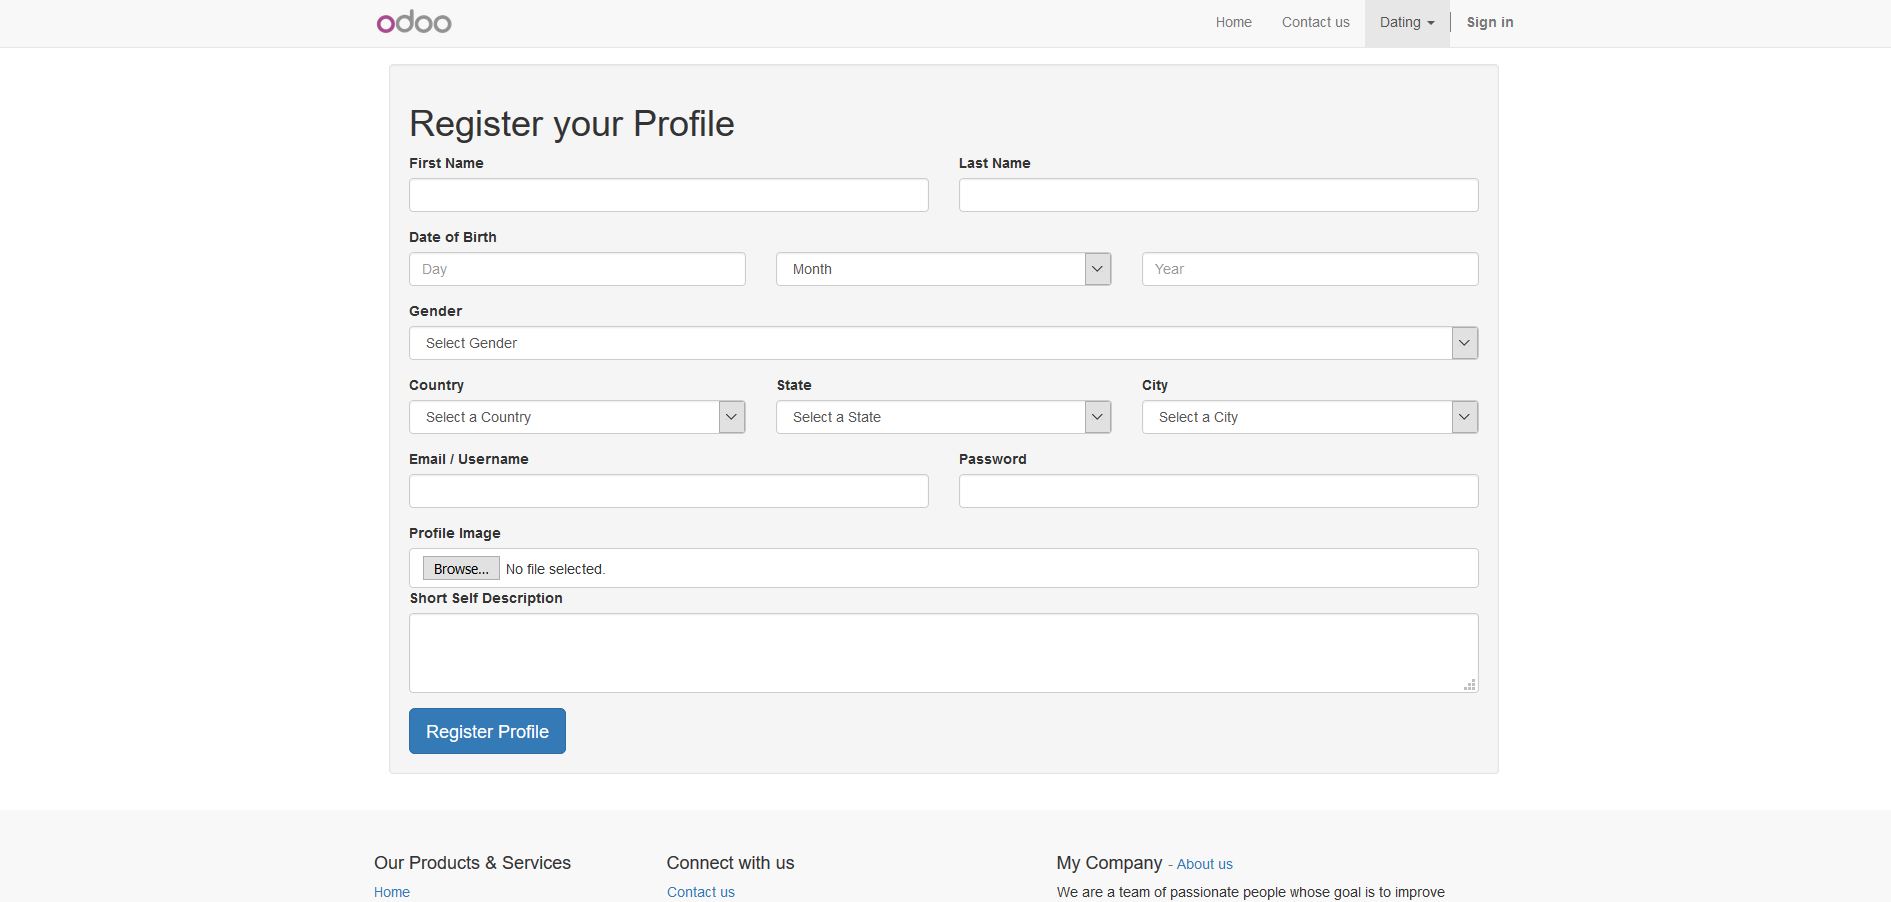 odoo
Home Contact us Dating Sign in
Register your Profile
First Name Last Name
Date of Birth
Day Month Year
Gender
Select Gender
Country State City
Select a Country Select a State Select a City
Email / Username Password
Profile Image
Browse... No file selected.
Short Self Description
Register Profile
Our Products & Services Connect with us My Company - About us
Home Contact us We are a team of passionate people whose goal is to improve